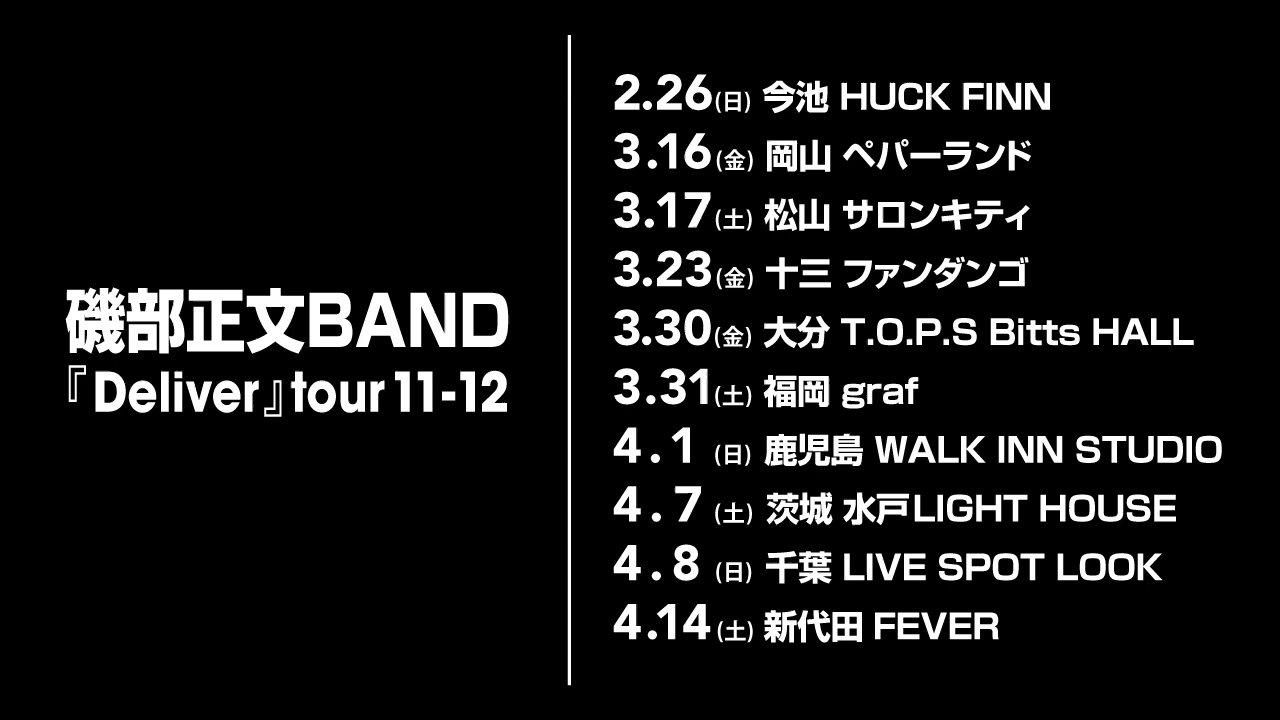 磯部正文BAND
『Deliver』tour 11-12
2.26(日) 今池 HUCK FINN
3.16(金) 岡山 ペパーランド
3.17(土) 松山 サロンキティ
3.23(金) 十三 ファンダンゴ
3.30(金) 大分 T.O.P.S Bitts HALL
3.31(土) 福岡 graf
4.1(日) 鹿児島 WALK INN STUDIO
4.7(土) 茨城 水戸LIGHT HOUSE
4.8(日) 千葉 LIVE SPOT LOOK
4.14(土) 新代田 FEVER